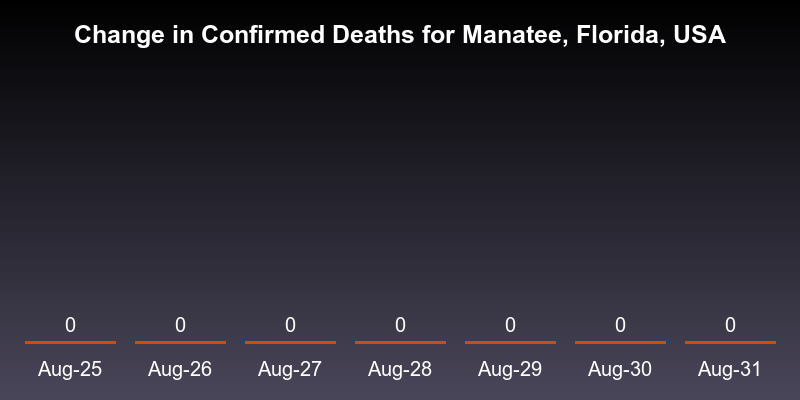 Change in Confirmed Deaths for Manatee, Florida, USA
0 0 0 0 0 0 0
Aug-25 Aug-26 Aug-27 Aug-28 Aug-29 Aug-30 Aug-31